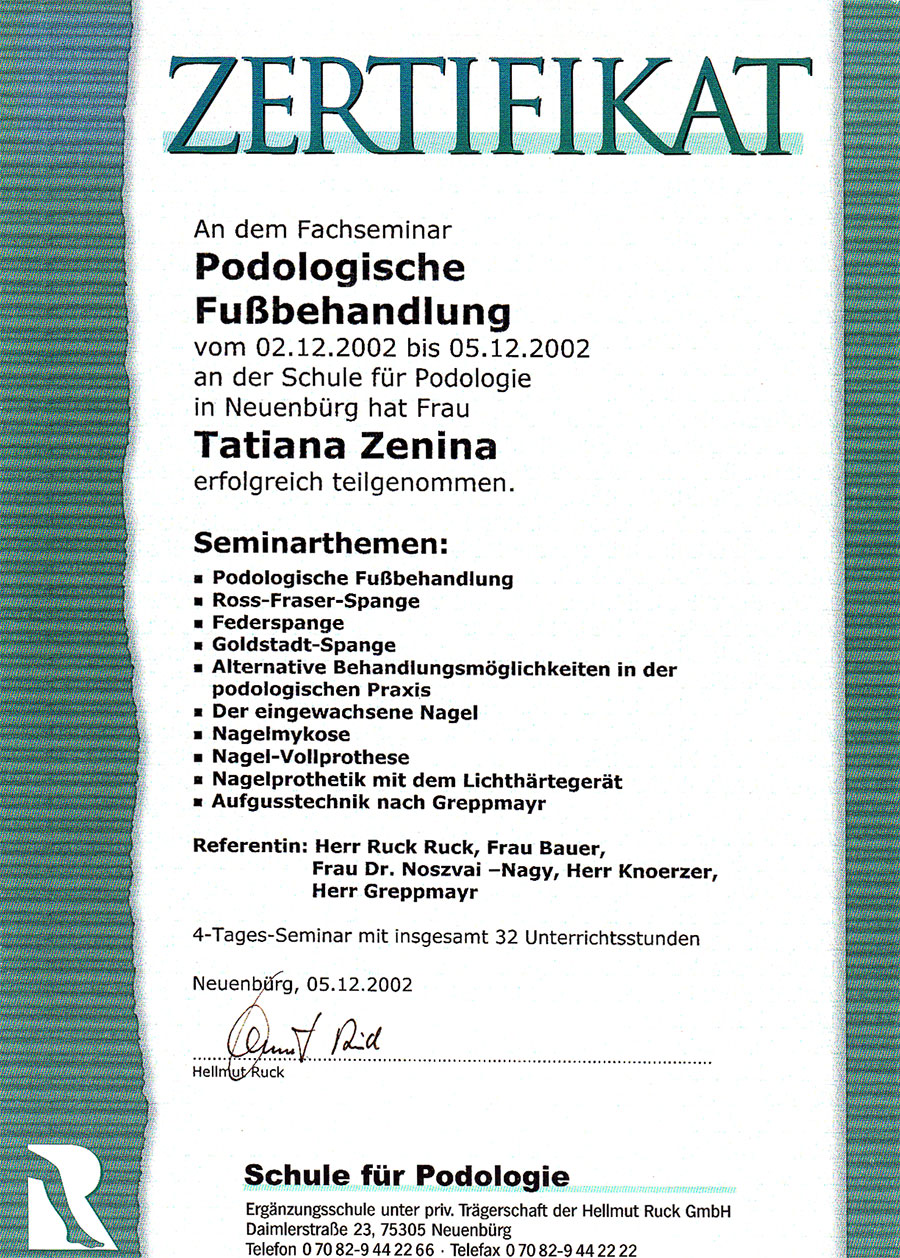 ZERTIFIKAT
An dem Fachseminar
Podologische
Fußbehandlung
vom 02.12.2002 bis 05.12.2002
an der Schule für Podologie
in Neuenbürg hat Frau
Tatiana Zenina
erfolgreich teilgenommen.
Seminarthemen:
▪ Podologische Fußbehandlung
▪ Ross-Fraser-Spange
▪ Federspange
▪ Goldstadt-Spange
▪ Alternative Behandlungsmöglichkeiten in der
podologischen Praxis
▪ Der eingewachsene Nagel
▪ Nagelmykose
▪ Nagel-Vollprothese
▪ Nagelprothetik mit dem Lichthärtegerät
▪ Aufgusstechnik nach Greppmayr
Referentin: Herr Ruck Ruck, Frau Bauer,
Frau Dr. Noszvai –Nagy, Herr Knoerzer,
Herr Greppmayr
4-Tages-Seminar mit insgesamt 32 Unterrichtsstunden
Neuenbürg, 05.12.2002
Hellmut Ruck
R
Schule für Podologie
Ergänzungsschule unter priv. Trägerschaft der Hellmut Ruck GmbH
Daimlerstraße 23, 75305 Neuenbürg
Telefon 0 70 82-9 44 22 66 · Telefax 0 70 82-9 44 22 22